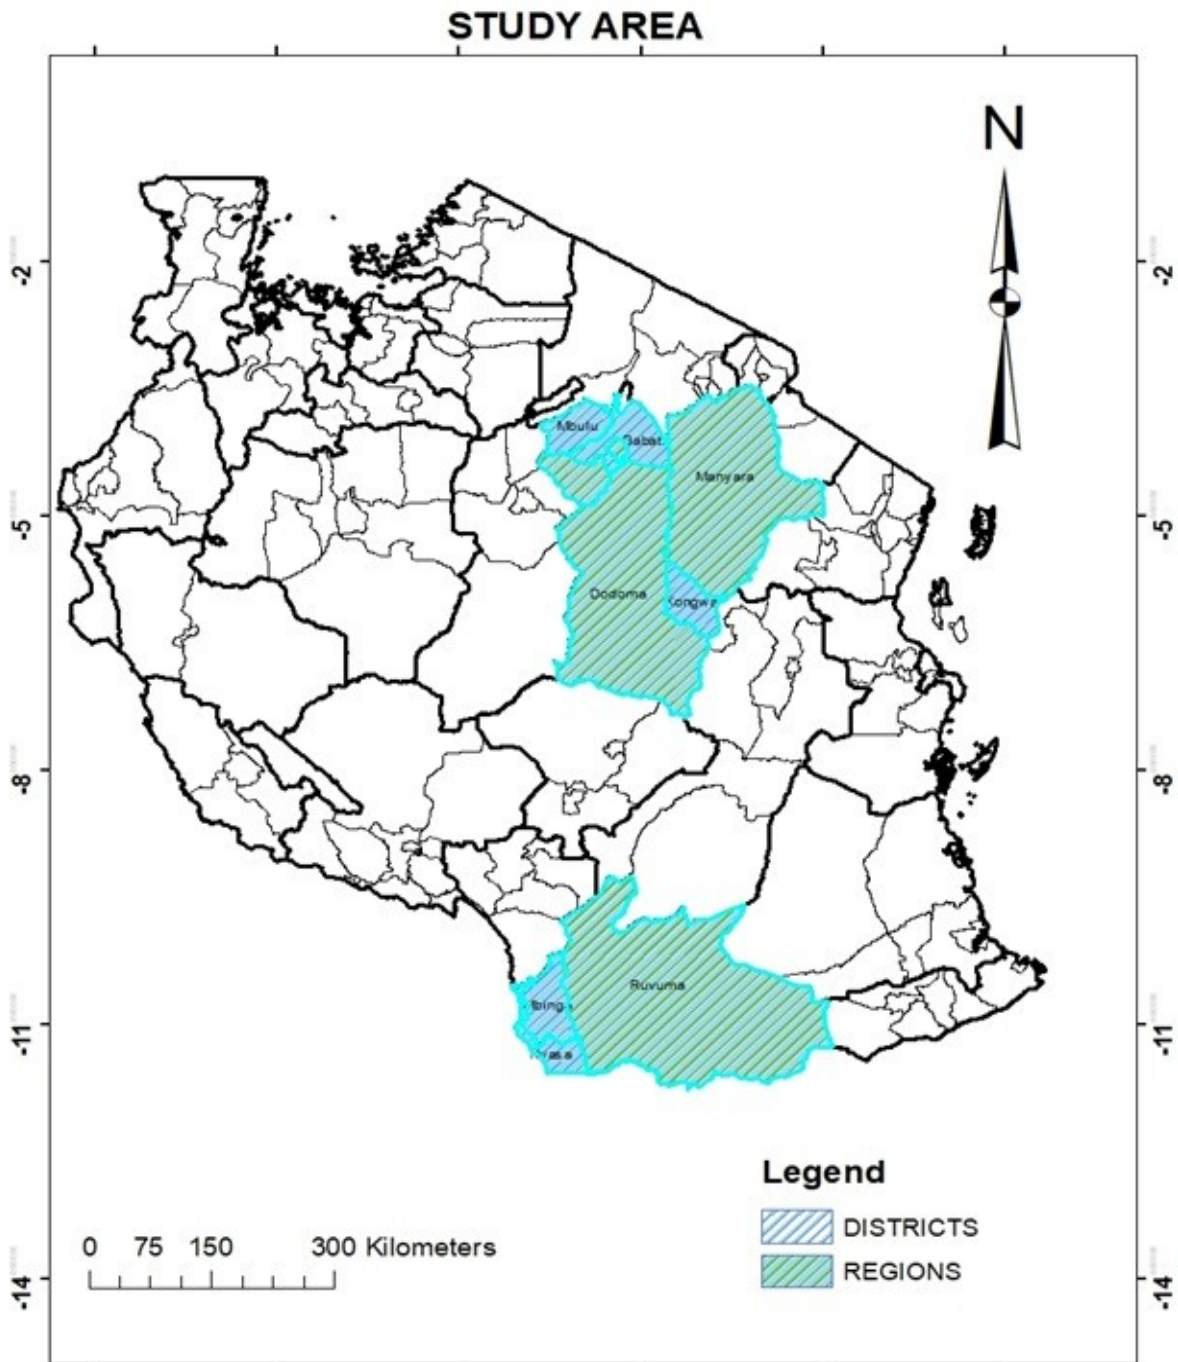 STUDY AREA
N
-2
-2
Mbulu
Manyara
-5
-5
Dodoma
-8
-8
Ruvuma
-11
-11
Legend
DISTRICTS
REGIONS
0 75 150 300 Kilometers
-14
-14